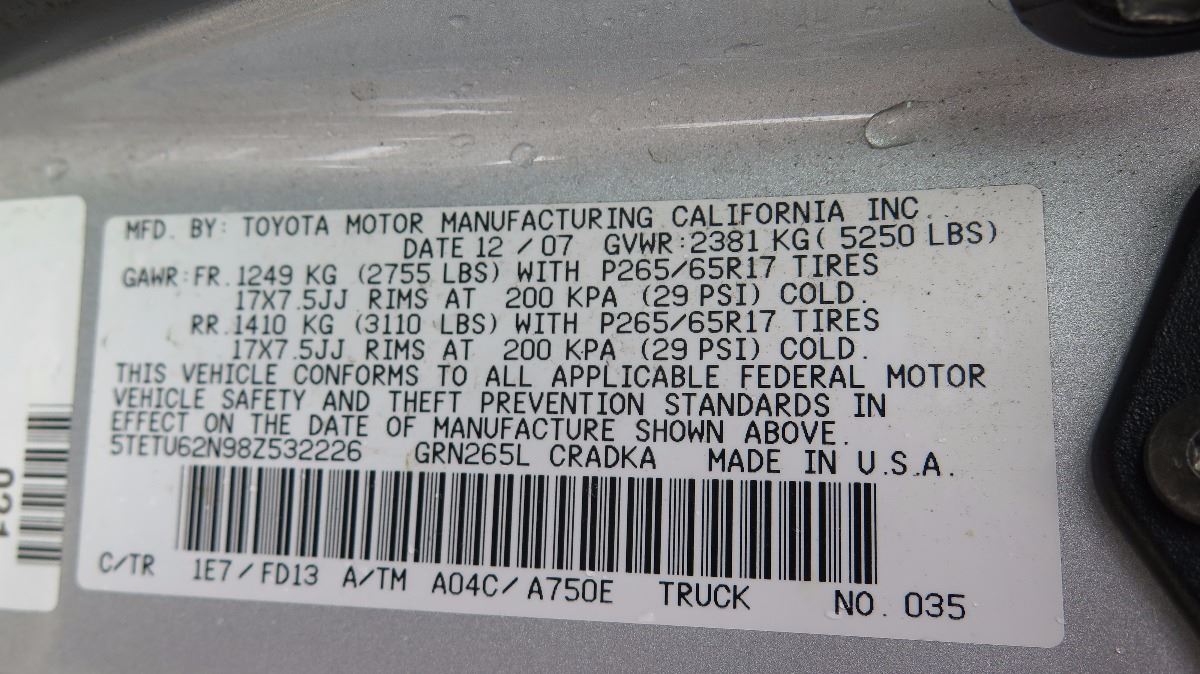 MFD. BY: TOYOTA MOTOR MANUFACTURING CALIFORNIA INC.
DATE 12 / 07 GVWR:2381 KG( 5250 LBS)
GAWR:FR.1249 KG (2755 LBS) WITH P265/65R17 TIRES
17X7.5JJ RIMS AT 200 KPA (29 PSI) COLD.
RR.1410 KG (3110 LBS) WITH P265/65R17 TIRES
17X7.5JJ RIMS AT 200 KPA (29 PSI) COLD.
THIS VEHICLE CONFORMS TO ALL APPLICABLE FEDERAL MOTOR
VEHICLE SAFETY AND THEFT PREVENTION STANDARDS IN
EFFECT ON THE DATE OF MANUFACTURE SHOWN ABOVE.
5TETU62N98Z532226 GRN265L CRADKA MADE IN U.S.A.
C/TR 1E7/FD13 A/TM A04C/A750E TRUCK NO. 035